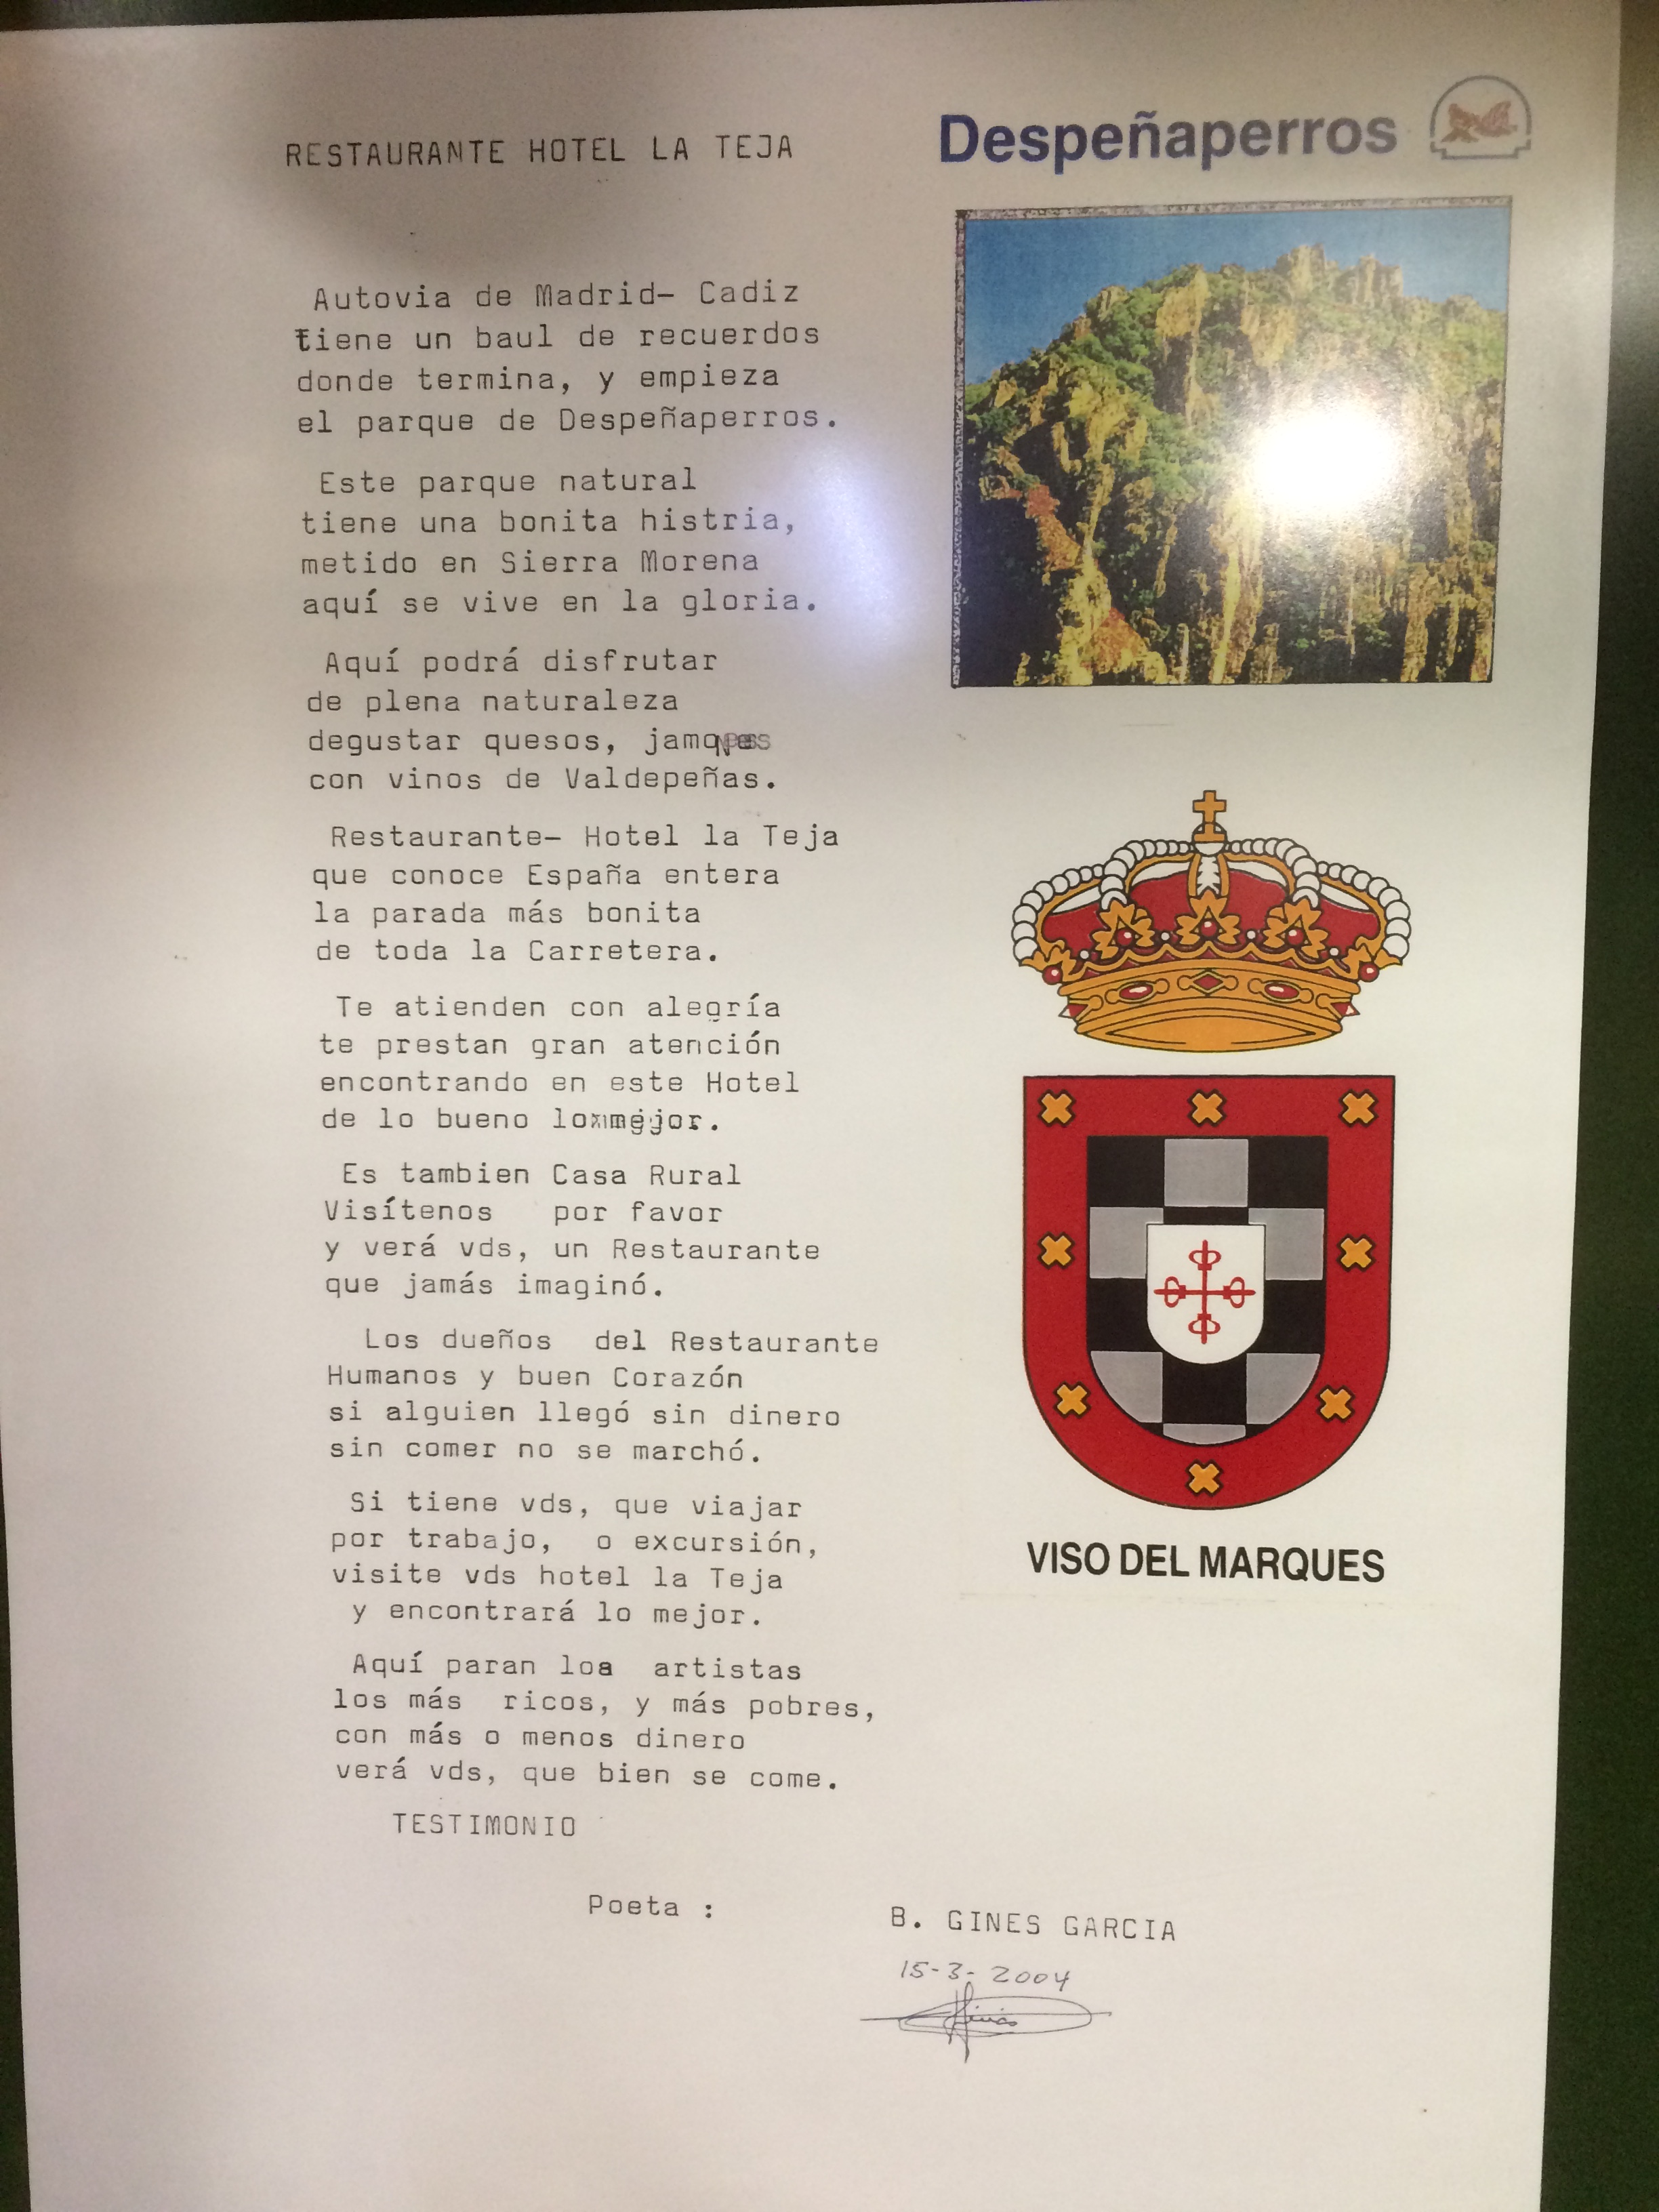 RESTAURANTE HOTEL LA TEJA
Despeñaperros
Autovia de Madrid- Cadiz
tiene un baul de recuerdos
donde termina, y empieza
el parque de Despeñaperros.
Este parque natural
tiene una bonita histria,
metido en Sierra Morena
aquí se vive en la gloria.
Aquí podrá disfrutar
de plena naturaleza
degustar quesos,
con vinos de Valdepeñas.
Restaurante- Hotel la Teja
que conoce España entera
la parada más bonita
de toda la Carretera.
Te atienden con alegría
te prestan gran atención
encontrando en este Hotel
de lo bueno lo mejor.
Es tambien Casa Rural
Visítenos por favor
y verá vds, un Restaurante
que jamás imaginó.
Los dueños del Restaurante
Humanos y buen Corazón
si alguien llegó sin dinero
sin comer no se marchó.
Si tiene vds, que viajar
por trabajo, o excursión,
visite vds hotel la Teja
y encontrará lo mejor.
Aquí paran los artistas
los más ricos, y más pobres,
con más o menos dinero
verá vds, que bien se come.
TESTIMONIO
Poeta : B. GINES GARCIA
15-3-2004
VISO DEL MARQUES